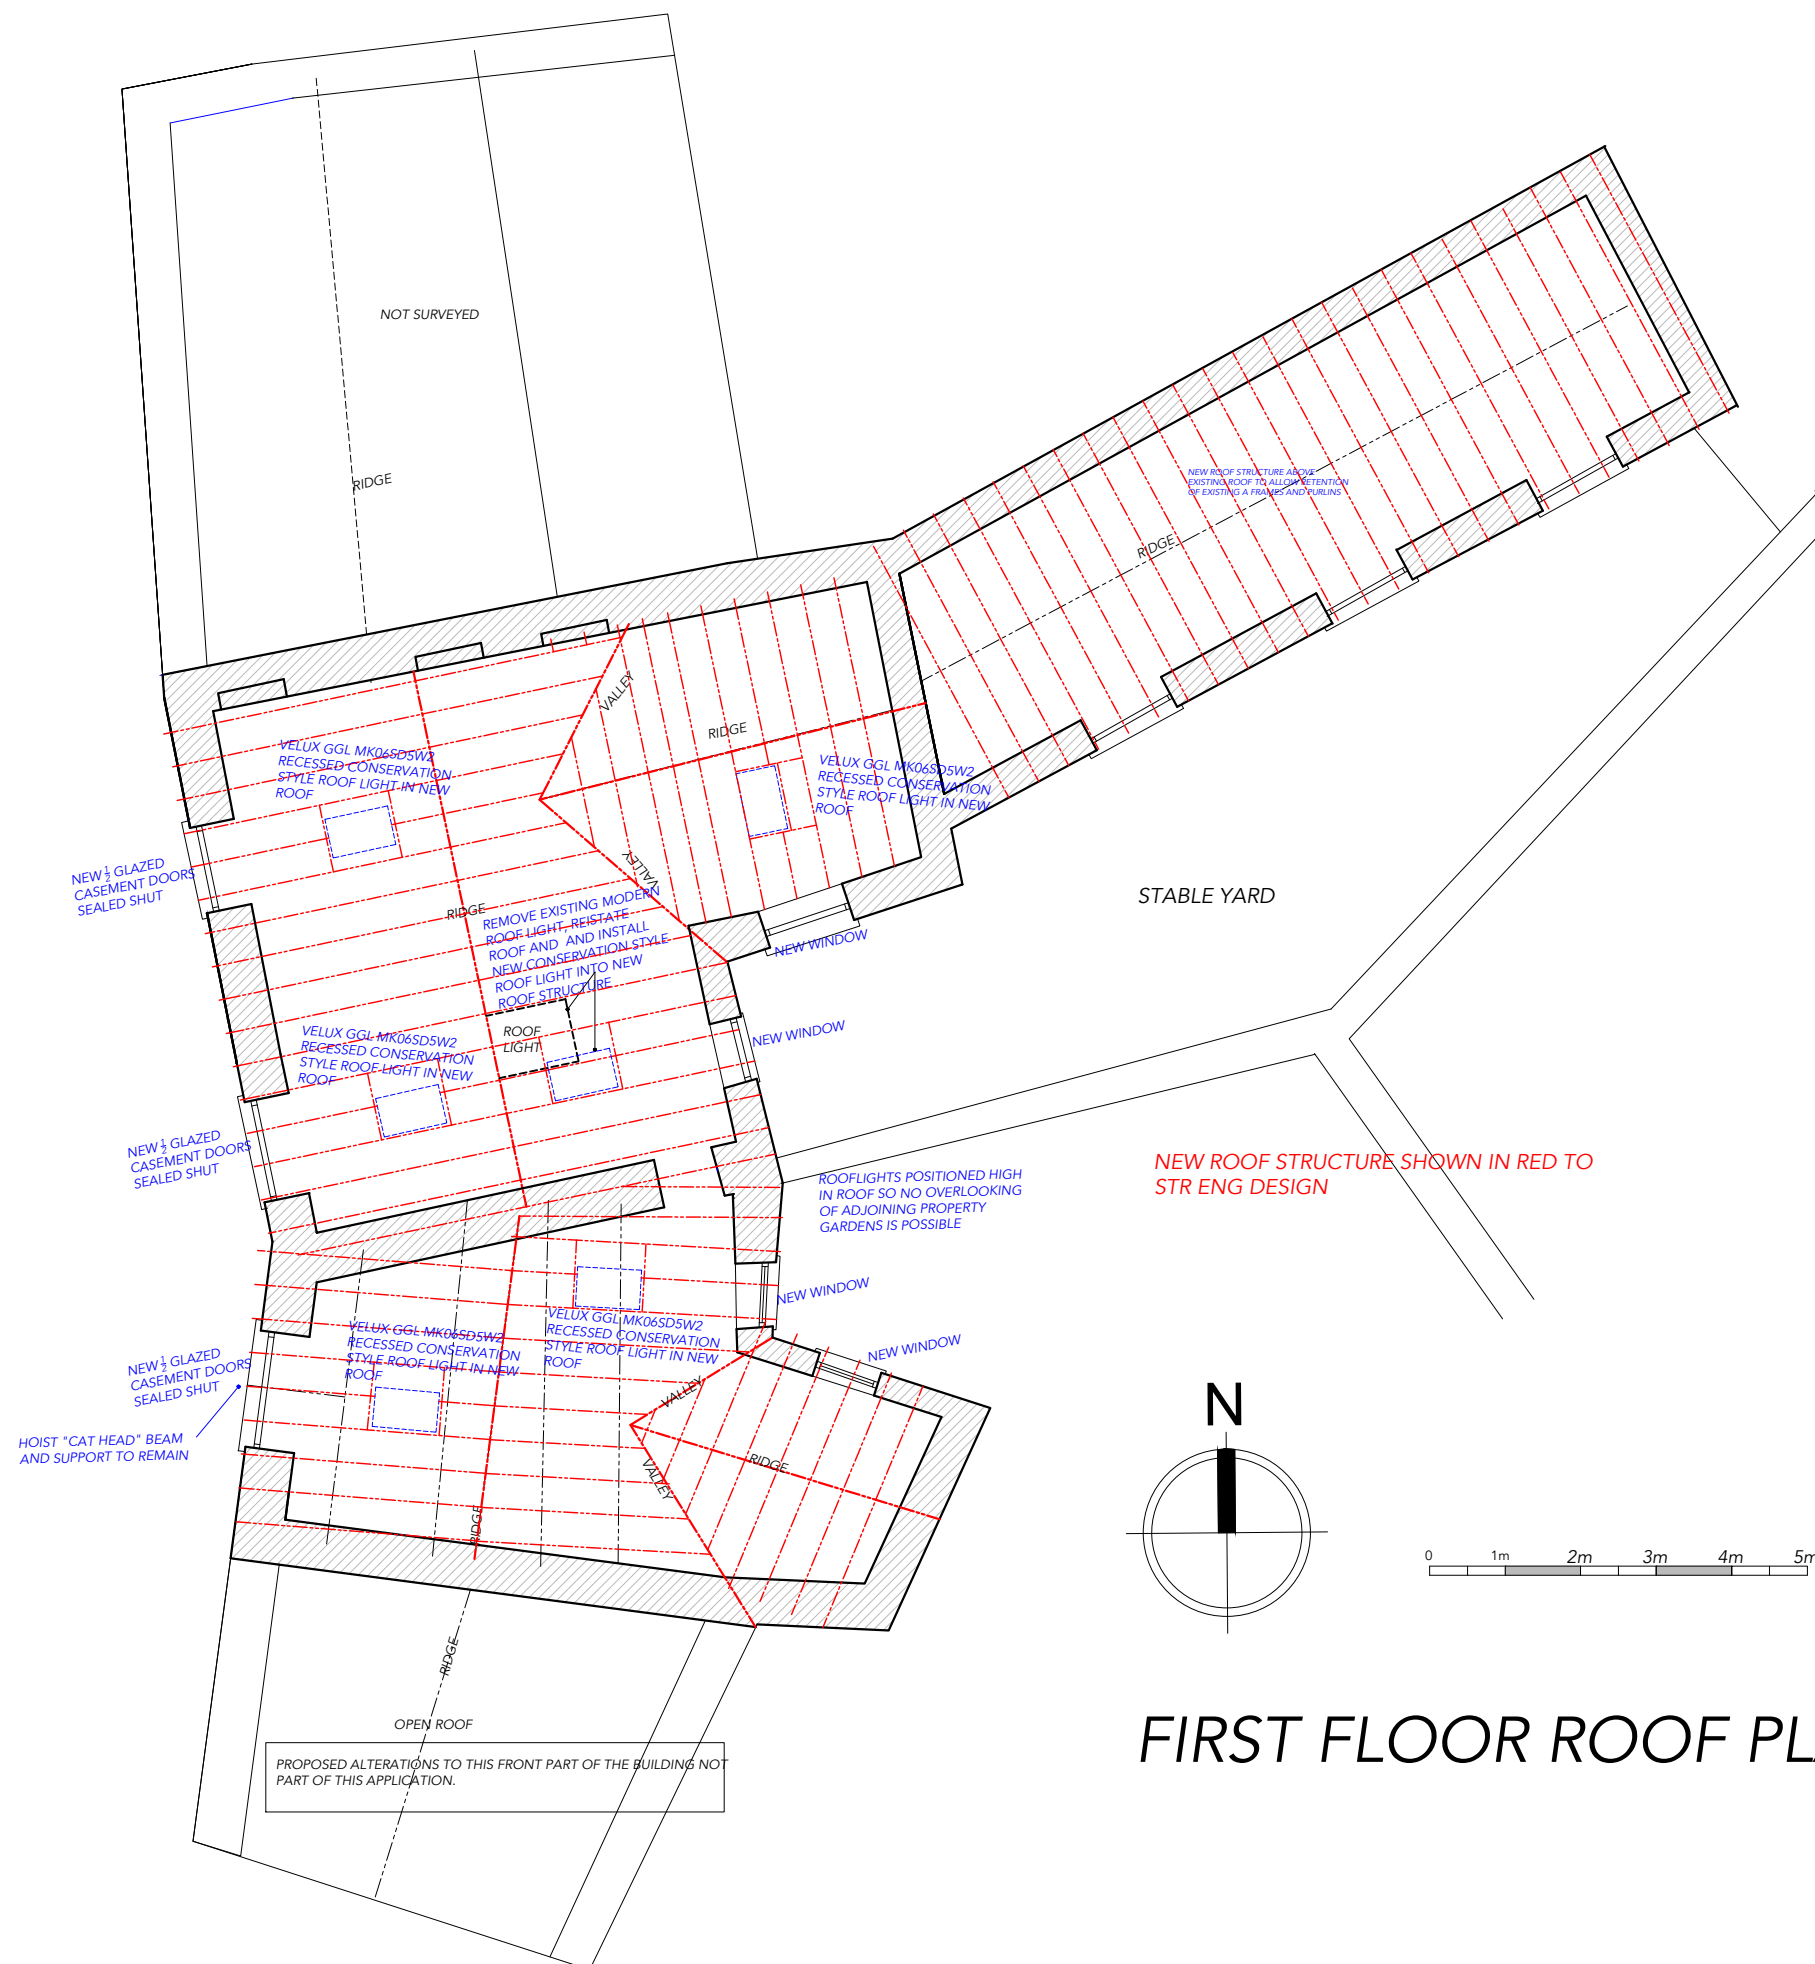 NOT SURVEYED
RIDGE
NEW ROOF STRUCTURE ABOVE
EXISTING ROOF TO ALLOW RETENTION
OF EXISTING A FRAMES AND PURLINS
RIDGE
VALLEY
RIDGE
VELUX GGL MK06SD5W2
RECESSED CONSERVATION
STYLE ROOF LIGHT IN NEW
ROOF
VELUX GGL MK06SD5W2
RECESSED CONSERVATION
STYLE ROOF LIGHT IN NEW
ROOF
NEW ½ GLAZED
CASEMENT DOORS
SEALED SHUT
VALLEY
RIDGE
REMOVE EXISTING MODERN
ROOF LIGHT, REISTATE
ROOF AND  AND INSTALL
NEW CONSERVATION STYLE
ROOF LIGHT INTO NEW
ROOF STRUCTURE
NEW WINDOW
STABLE YARD
ROOF
LIGHT
NEW WINDOW
VELUX GGL MK06SD5W2
RECESSED CONSERVATION
STYLE ROOF LIGHT IN NEW
ROOF
NEW ½ GLAZED
CASEMENT DOORS
SEALED SHUT
NEW ROOF STRUCTURE SHOWN IN RED TO
STR ENG DESIGN
ROOFLIGHTS POSITIONED HIGH
IN ROOF SO NO OVERLOOKING
OF ADJOINING PROPERTY
GARDENS IS POSSIBLE
NEW WINDOW
VELUX GGL MK06SD5W2
RECESSED CONSERVATION
STYLE ROOF LIGHT IN NEW
ROOF
VELUX GGL MK06SD5W2
RECESSED CONSERVATION
STYLE ROOF LIGHT IN NEW
ROOF
NEW WINDOW
NEW ½ GLAZED
CASEMENT DOORS
SEALED SHUT
VALLEY
HOIST "CAT HEAD" BEAM
AND SUPPORT TO REMAIN
RIDGE
VALLEY
RIDGE
N
0 1m 2m 3m 4m 5m
RIDGE
OPEN ROOF
PROPOSED ALTERATIONS TO THIS FRONT PART OF THE BUILDING NOT
PART OF THIS APPLICATION.
FIRST FLOOR ROOF PL